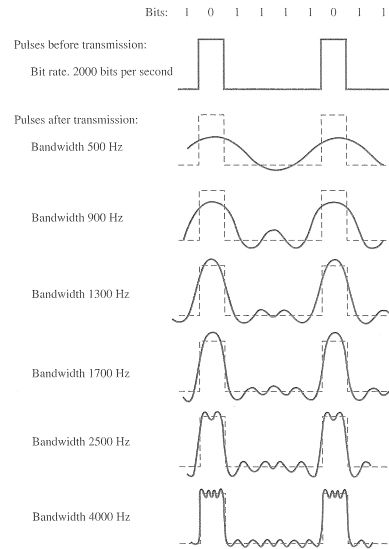 Bits: 1 0 1 1 1 1 0 1 1
Pulses before transmission:
Bit rate. 2000 bits per second
Pulses after transmission:
Bandwidth 500 Hz
Bandwidth 900 Hz
Bandwidth 1300 Hz
Bandwidth 1700 Hz
Bandwidth 2500 Hz
Bandwidth 4000 Hz